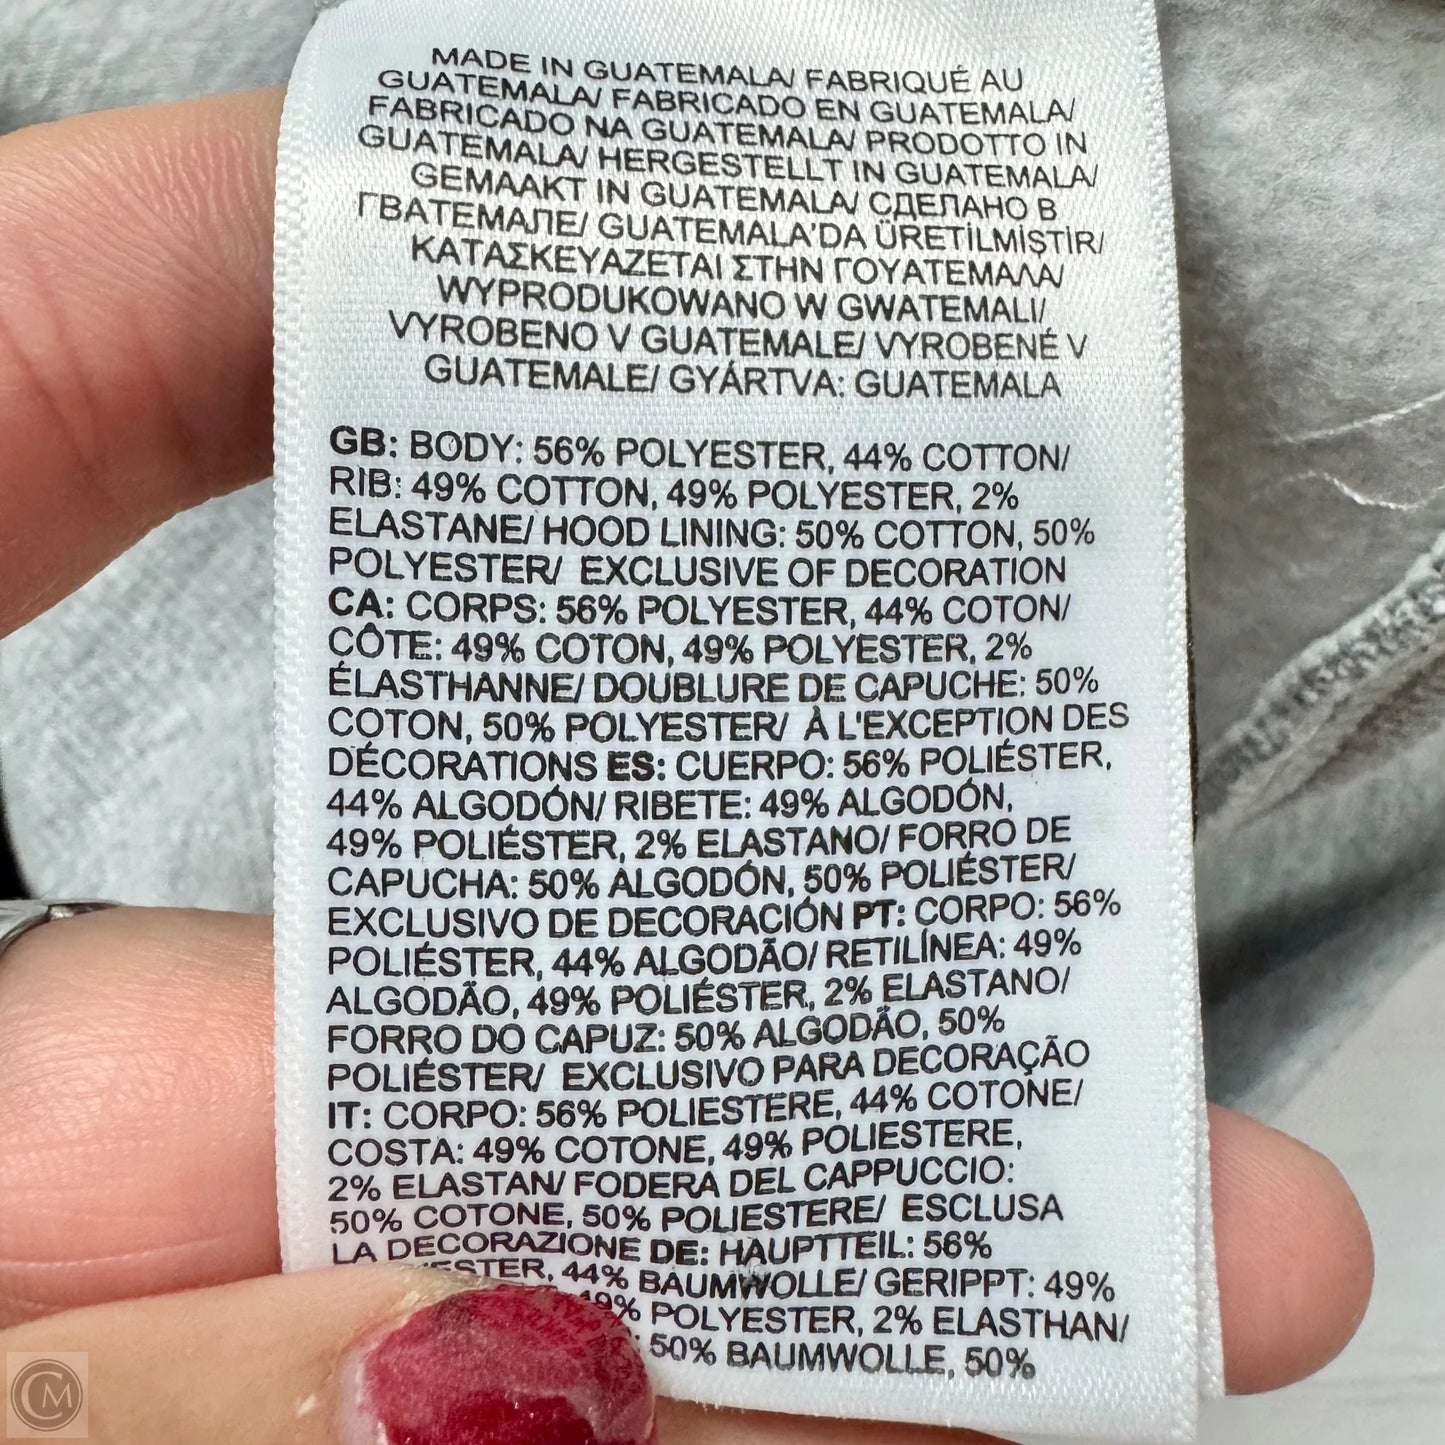 MADE IN GUATEMALA/ FABRIQUÉ AU
GUATEMALA/ FABRICADO EN GUATEMALA/
FABRICADO NA GUATEMALA/ PRODOTTO IN
GUATEMALA/ HERGESTELLT IN GUATEMALA/
GEMAAKT IN GUATEMALA/ СДЕЛАНО В
ГВАТЕМАЛЕ/ GUATEMALA'DA ÜRETİLMİŞTİR/
ΚΑΤΑΣΚΕΥΑΖΕΤΑΙ ΣΤΗΝ ΓΟΥΑΤΕΜΑΛΑ/
WYPRODUKOWANO W GWATEMALI/
VYROBENO V GUATEMALE/ VYROBENÉ V
GUATEMALE/ GYÁRTVA: GUATEMALA
GB: BODY: 56% POLYESTER, 44% COTTON/
RIB: 49% COTTON, 49% POLYESTER, 2%
ELASTANE/ HOOD LINING: 50% COTTON, 50%
POLYESTER/ EXCLUSIVE OF DECORATION
CA: CORPS: 56% POLYESTER, 44% COTON/
CÔTE: 49% COTON, 49% POLYESTER, 2%
ÉLASTHANNE/ DOUBLURE DE CAPUCHE: 50%
COTON, 50% POLYESTER/ À L'EXCEPTION DES
DÉCORATIONS ES: CUERPO: 56% POLIÉSTER,
44% ALGODÓN/ RIBETE: 49% ALGODÓN,
49% POLIÉSTER, 2% ELASTANO/ FORRO DE
CAPUCHA: 50% ALGODÓN, 50% POLIÉSTER/
EXCLUSIVO DE DECORACIÓN PT: CORPO: 56%
POLIÉSTER, 44% ALGODÃO/ RETILÍNEA: 49%
ALGODÃO, 49% POLIÉSTER, 2% ELASTANO/
FORRO DO CAPUZ: 50% ALGODÃO, 50%
POLIÉSTER/ EXCLUSIVO PARA DECORAÇÃO
IT: CORPO: 56% POLIESTERE, 44% COTONE/
COSTA: 49% COTONE, 49% POLIESTERE,
2% ELASTAN/ FODERA DEL CAPPUCCIO:
50% COTONE, 50% POLIESTERE/ ESCLUSA
LA DECORAZIONE DE: HAUPTTEIL: 56%
44% BAUMWOLLE/ GERIPPT: 49%
49% POLYESTER, 2% ELASTHAN/
50% BAUMWOLLE, 50%
CM